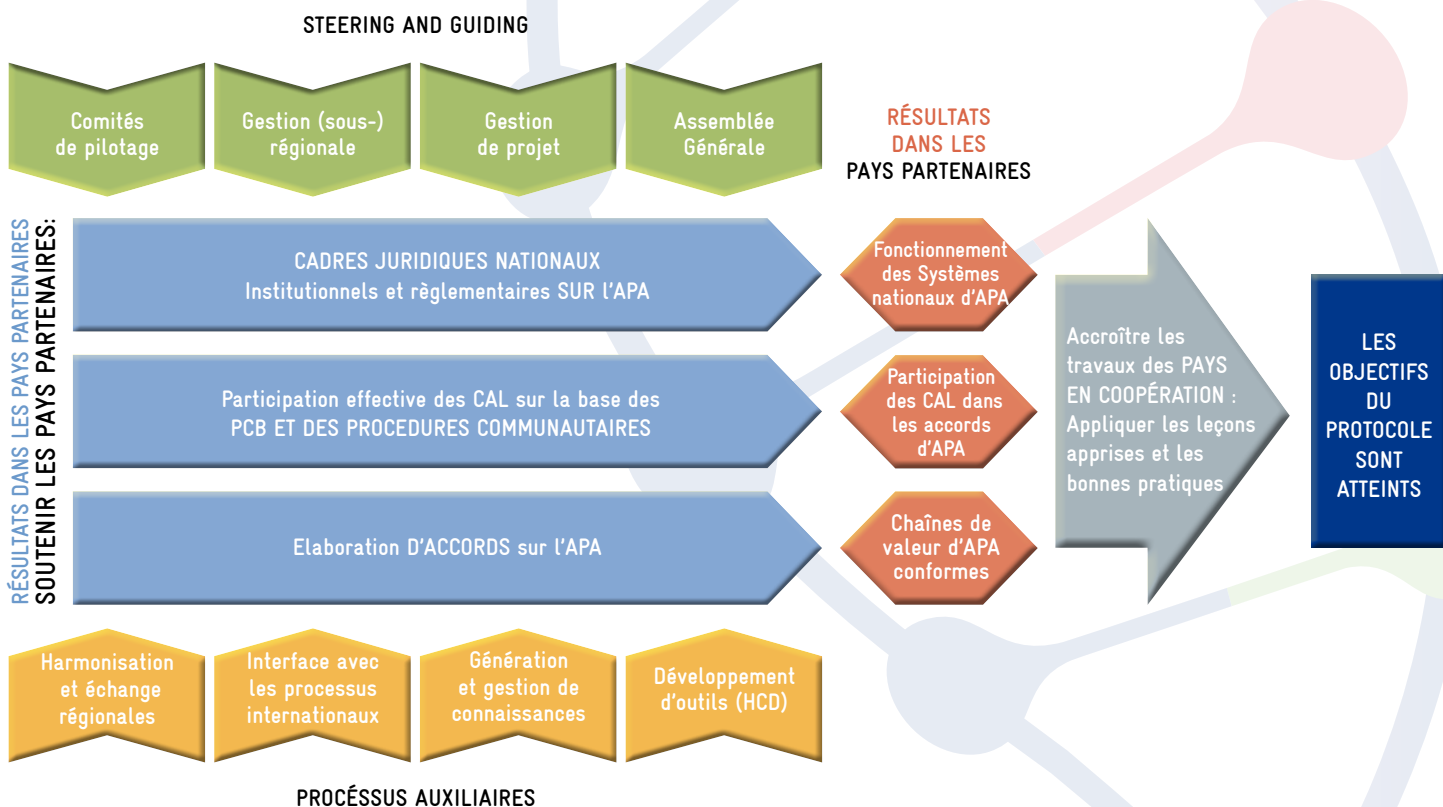 STEERING AND GUIDING
Comités
de pilotage
Gestion (sous-)
régionale
Gestion
de projet
Assemblée
Générale
RÉSULTATS
DANS LES
PAYS PARTENAIRES
RÉSULTATS DANS LES PAYS PARTENAIRES
SOUTENIR LES PAYS PARTENAIRES:
CADRES JURIDIQUES NATIONAUX
Institutionnels et règlementaires SUR l'APA
Fonctionnement
des Systèmes
nationaux d'APA
Participation effective des CAL sur la base des
PCB ET DES PROCEDURES COMMUNAUTAIRES
Participation
des CAL dans
les accords
d'APA
Elaboration D'ACCORDS sur l'APA
Chaînes de
valeur d'APA
conformes
Accroître les
travaux des PAYS
EN COOPÉRATION :
Appliquer les leçons
apprises et les
bonnes pratiques
LES
OBJECTIFS
DU
PROTOCOLE
SONT
ATTEINTS
Harmonisation
et échange
régionales
Interface avec
les processus
internationaux
Génération
et gestion de
connaissances
Développement
d'outils (HCD)
PROCÉSSUS AUXILIAIRES